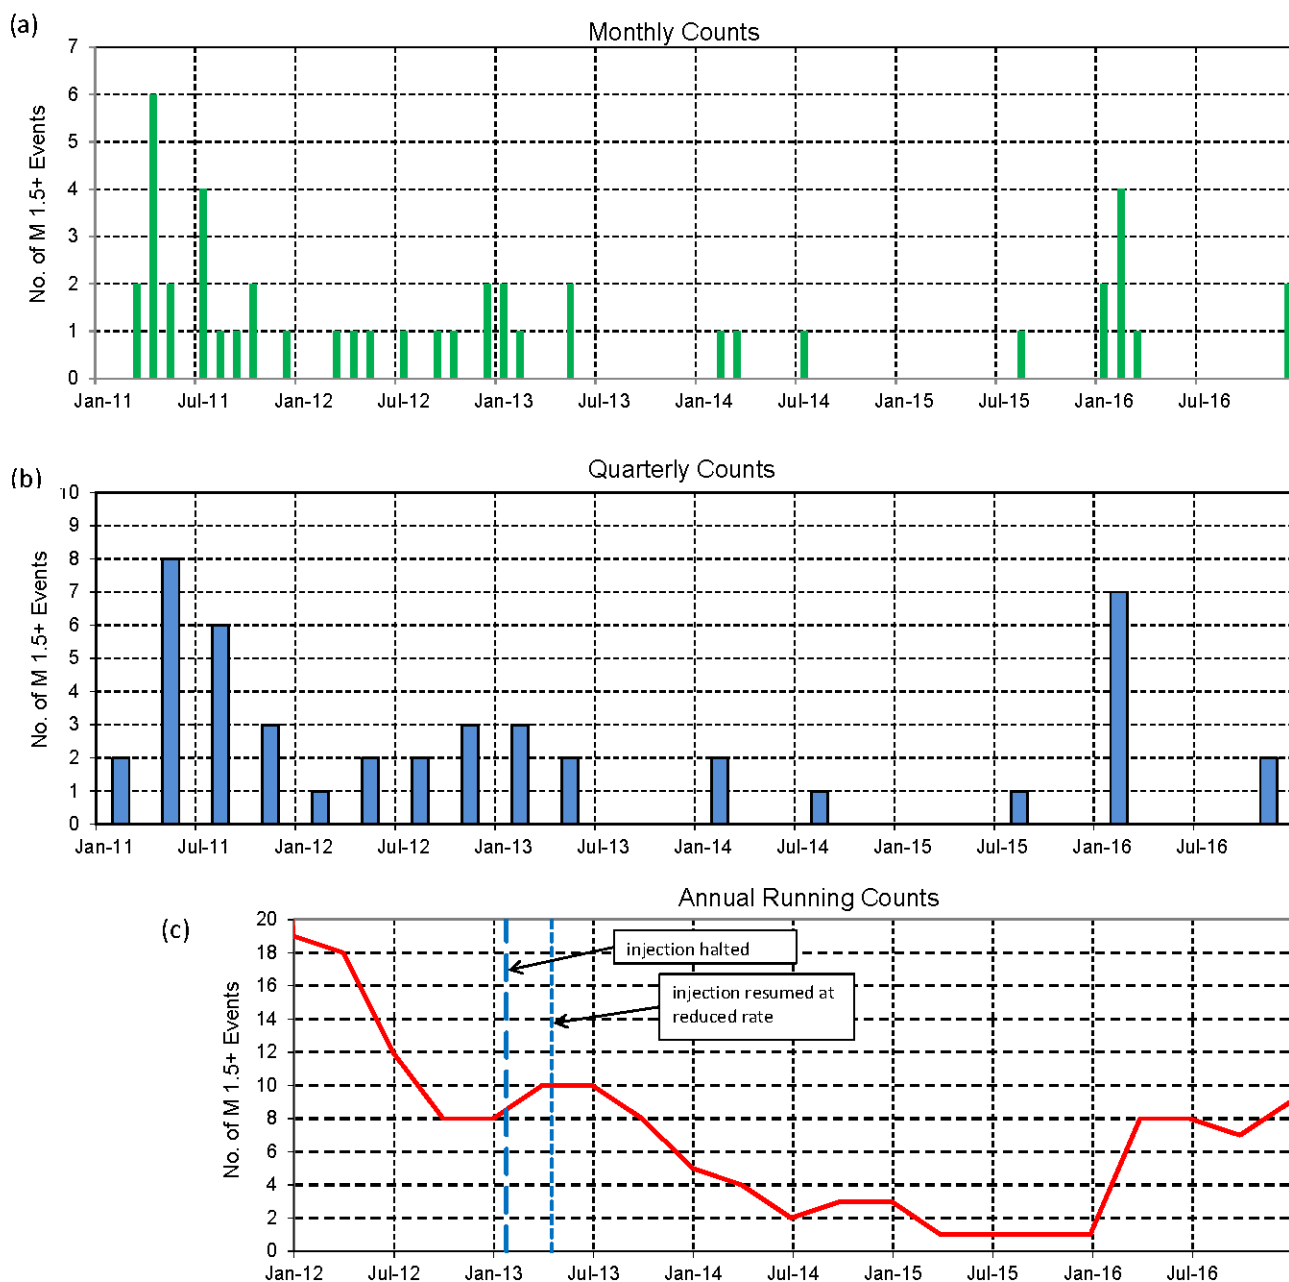 (a)
Monthly Counts
No. of M 1.5+ Events
7
6
5
4
3
2
1
0
Jan-11 Jul-11 Jan-12 Jul-12 Jan-13 Jul-13 Jan-14 Jul-14 Jan-15 Jul-15 Jan-16 Jul-16
(b)
Quarterly Counts
No. of M 1.5+ Events
10
9
8
7
6
5
4
3
2
1
0
Jan-11 Jul-11 Jan-12 Jul-12 Jan-13 Jul-13 Jan-14 Jul-14 Jan-15 Jul-15 Jan-16 Jul-16
(c)
Annual Running Counts
No. of M 1.5+ Events
20
18
16
14
12
10
8
6
4
2
0
injection halted
injection resumed at
reduced rate
Jan-12 Jul-12 Jan-13 Jul-13 Jan-14 Jul-14 Jan-15 Jul-15 Jan-16 Jul-16